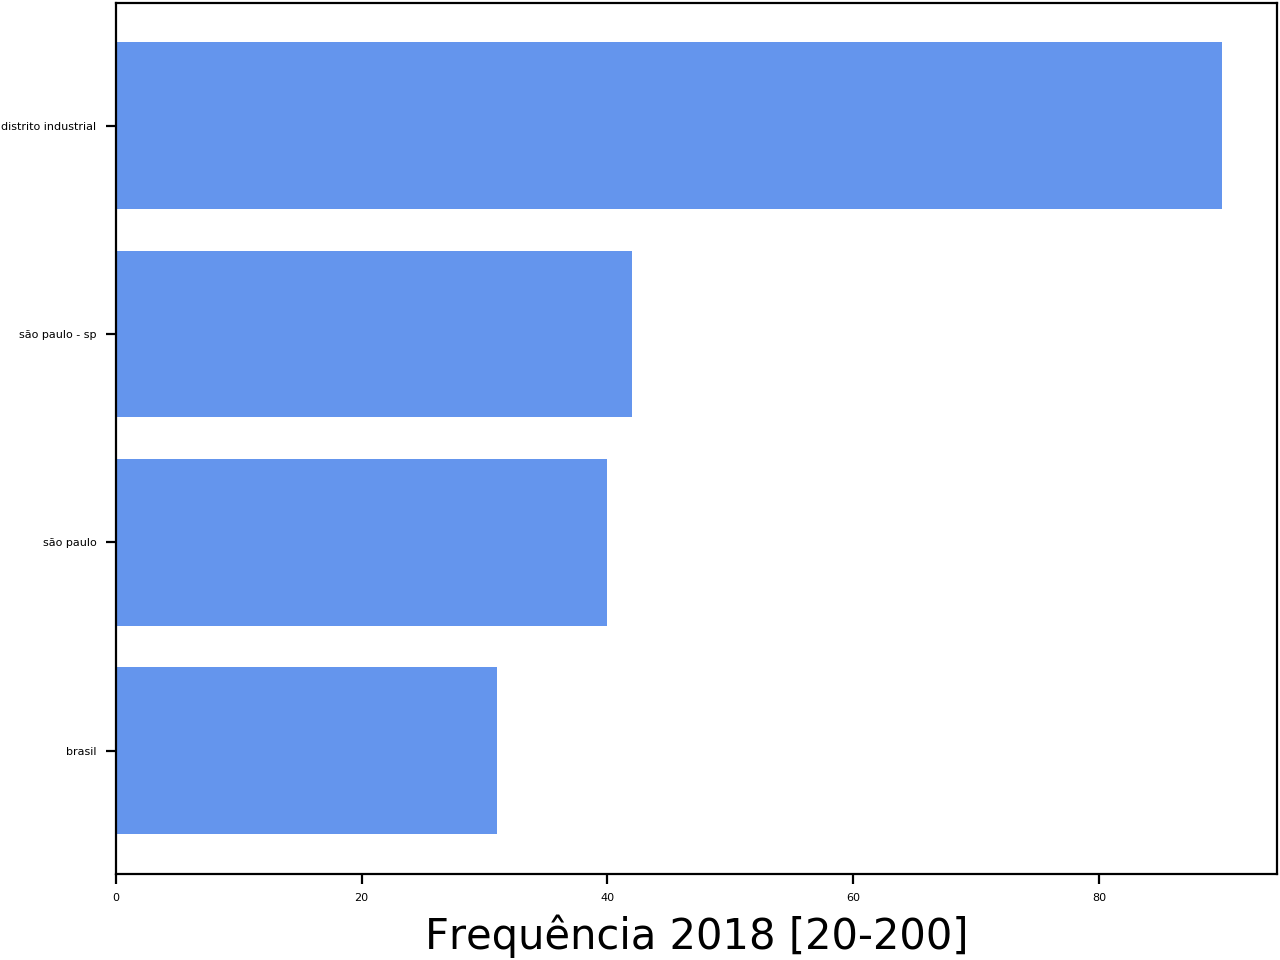 distrito industrial
são paulo - sp
são paulo
brasil
0 20 40 60 80
Frequência 2018 [20-200]